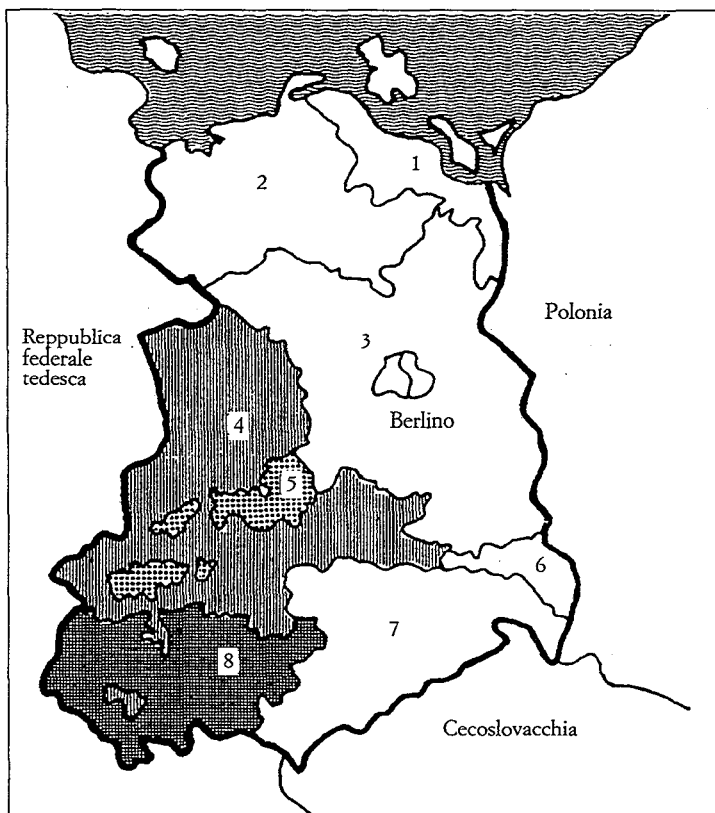 1
2
Polonia
Reppublica
federale
tedesca
3
Berlino
4
5
6
7
8
Cecoslovacchia